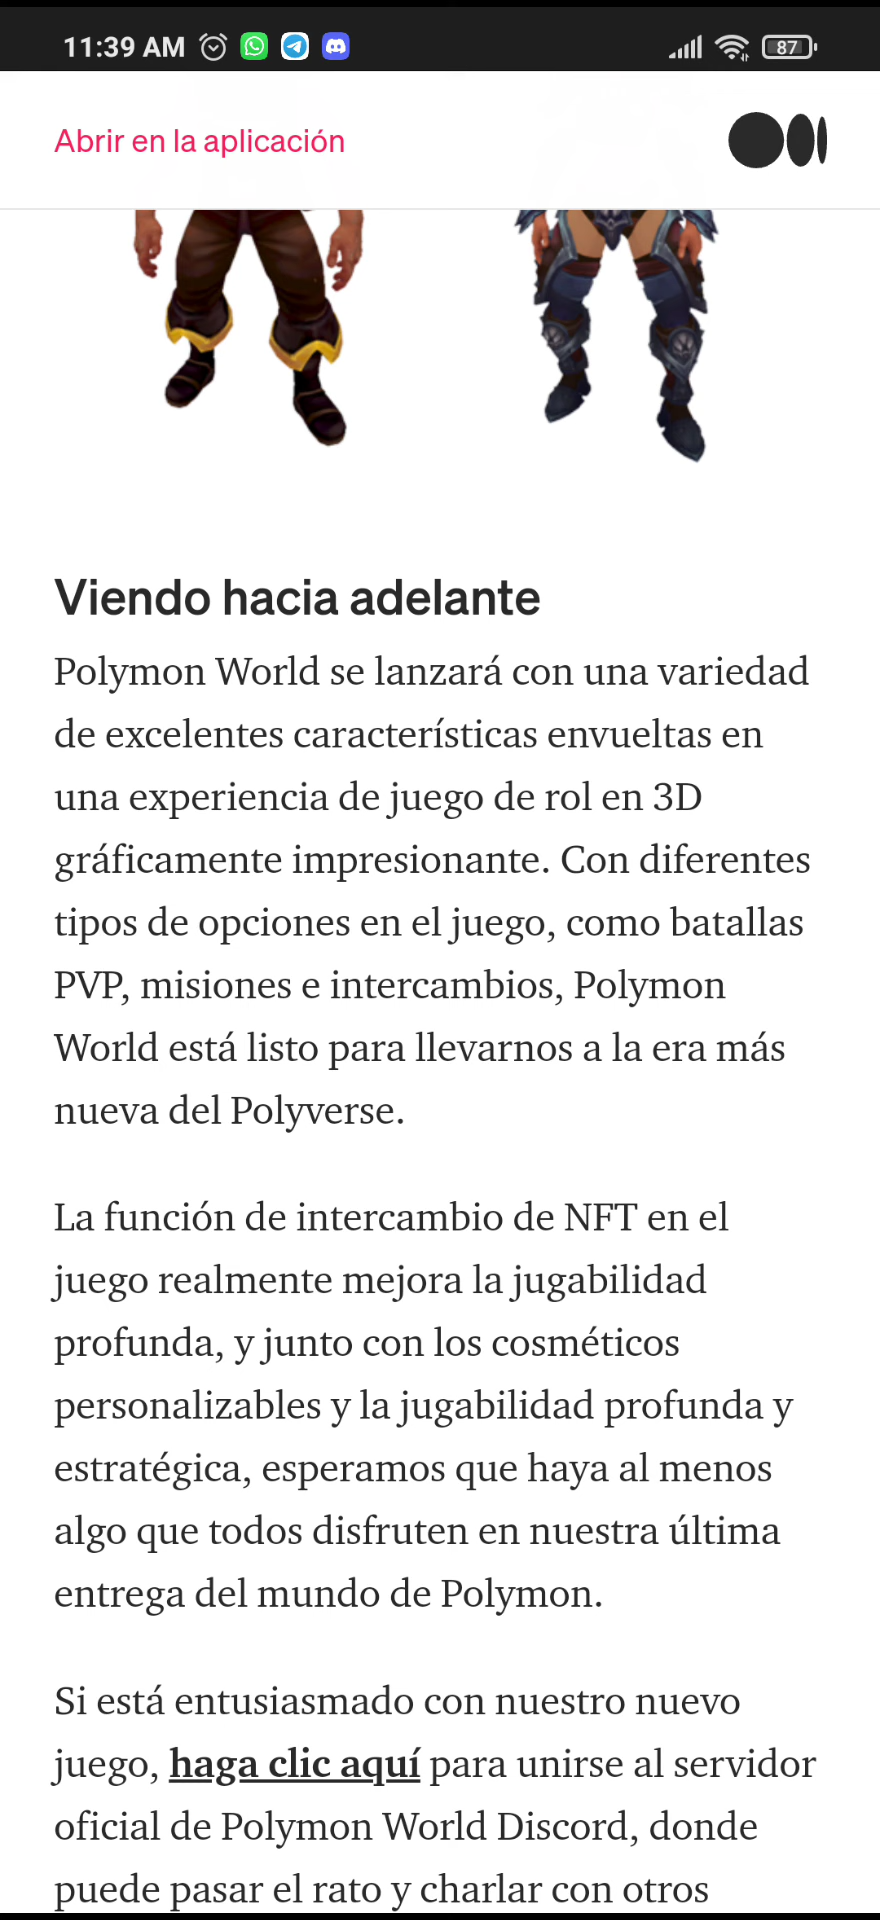 11:39 AM
87
Abrir en la aplicación
Viendo hacia adelante
Polymon World se lanzará con una variedad
de excelentes características envueltas en
una experiencia de juego de rol en 3D
gráficamente impresionante. Con diferentes
tipos de opciones en el juego, como batallas
PVP, misiones e intercambios, Polymon
World está listo para llevarnos a la era más
nueva del Polyverse.
La función de intercambio de NFT en el
juego realmente mejora la jugabilidad
profunda, y junto con los cosméticos
personalizables y la jugabilidad profunda y
estratégica, esperamos que haya al menos
algo que todos disfruten en nuestra última
entrega del mundo de Polymon.
Si está entusiasmado con nuestro nuevo
juego, haga clic aquí para unirse al servidor
oficial de Polymon World Discord, donde
puede pasar el rato y charlar con otros